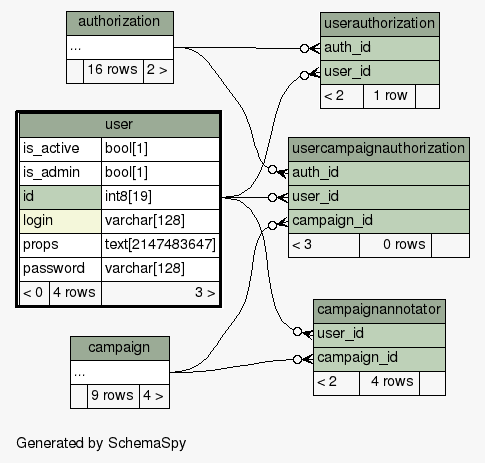 authorization
...
16 rows 2 >
userauthorization
auth_id
user_id
< 2 1 row
user
is_active bool[1]
is_admin bool[1]
id int8[19]
login varchar[128]
props text[2147483647]
password varchar[128]
< 0 4 rows 3 >
usercampaignauthorization
auth_id
user_id
campaign_id
< 3 0 rows
campaign
...
9 rows 4 >
campaignannotator
user_id
campaign_id
< 2 4 rows
Generated by SchemaSpy